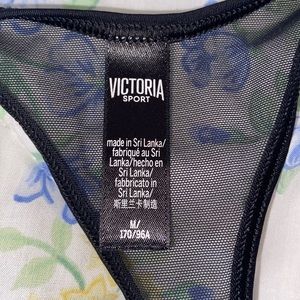 VICTORIA
SPORT
made in Sri Lanka/
fabriqué au Sri
Lanka/hecho en
Sri Lanka/
fabbricato in
Sri Lanka/
斯里兰卡制造
M/
170/96A